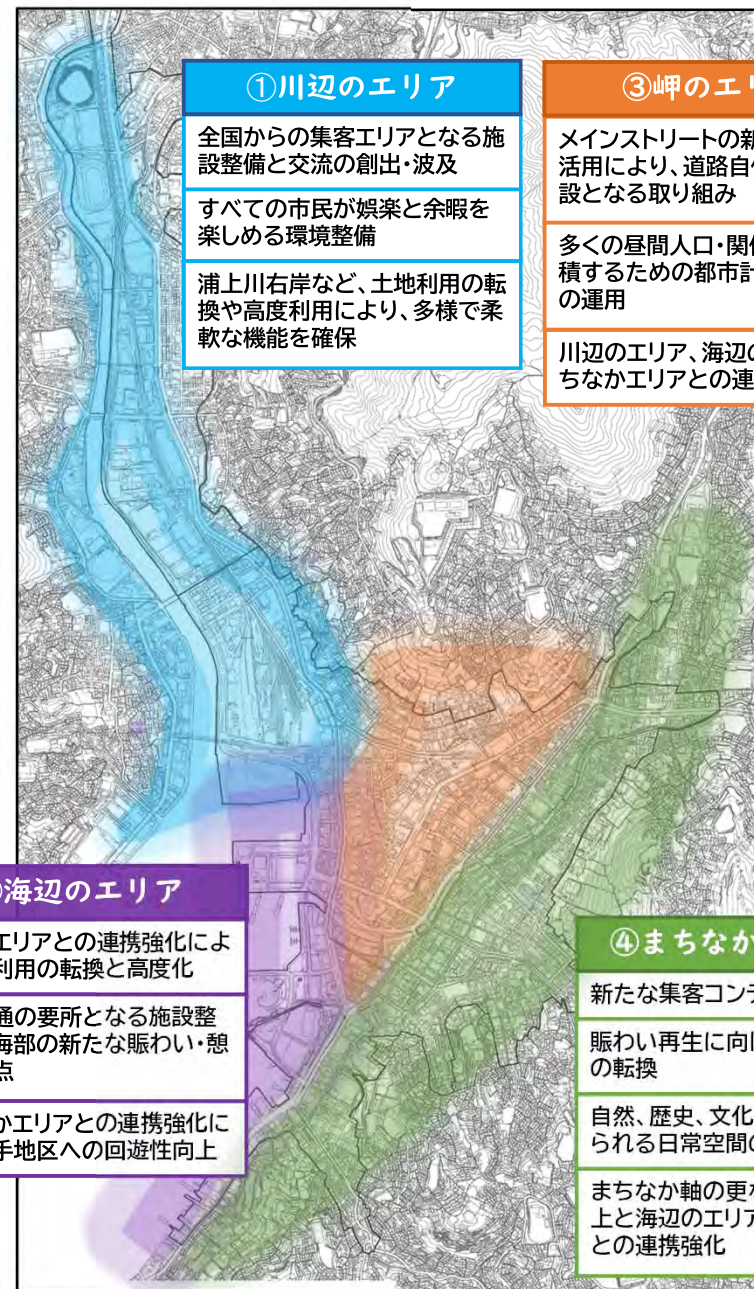 ①川辺のエリア
全国からの集客エリアとなる施
設整備と交流の創出・波及
すべての市民が娯楽と余暇を
楽しめる環境整備
浦上川右岸など、土地利用の転
換や高度利用により、多様で柔
軟な機能を確保
③岬のエリ
メインストリートの新
活用により、道路自
設となる取り組み
多くの昼間人口・関
積するための都市計
の運用
川辺のエリア、海辺の
ちなかエリアとの連
海辺のエリア
エリアとの連携強化によ
利用の転換と高度化
通の要所となる施設整
海部の新たな賑わい・憩
点
かエリアとの連携強化に
手地区への回遊性向上
④まちなか
新たな集客コンテ
賑わい再生に向け
の転換
自然、歴史、文化
られる日常空間の
まちなか軸の更な
上と海辺のエリア
との連携強化